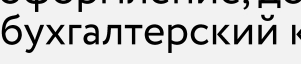 оформление, до
бухгалтерский к